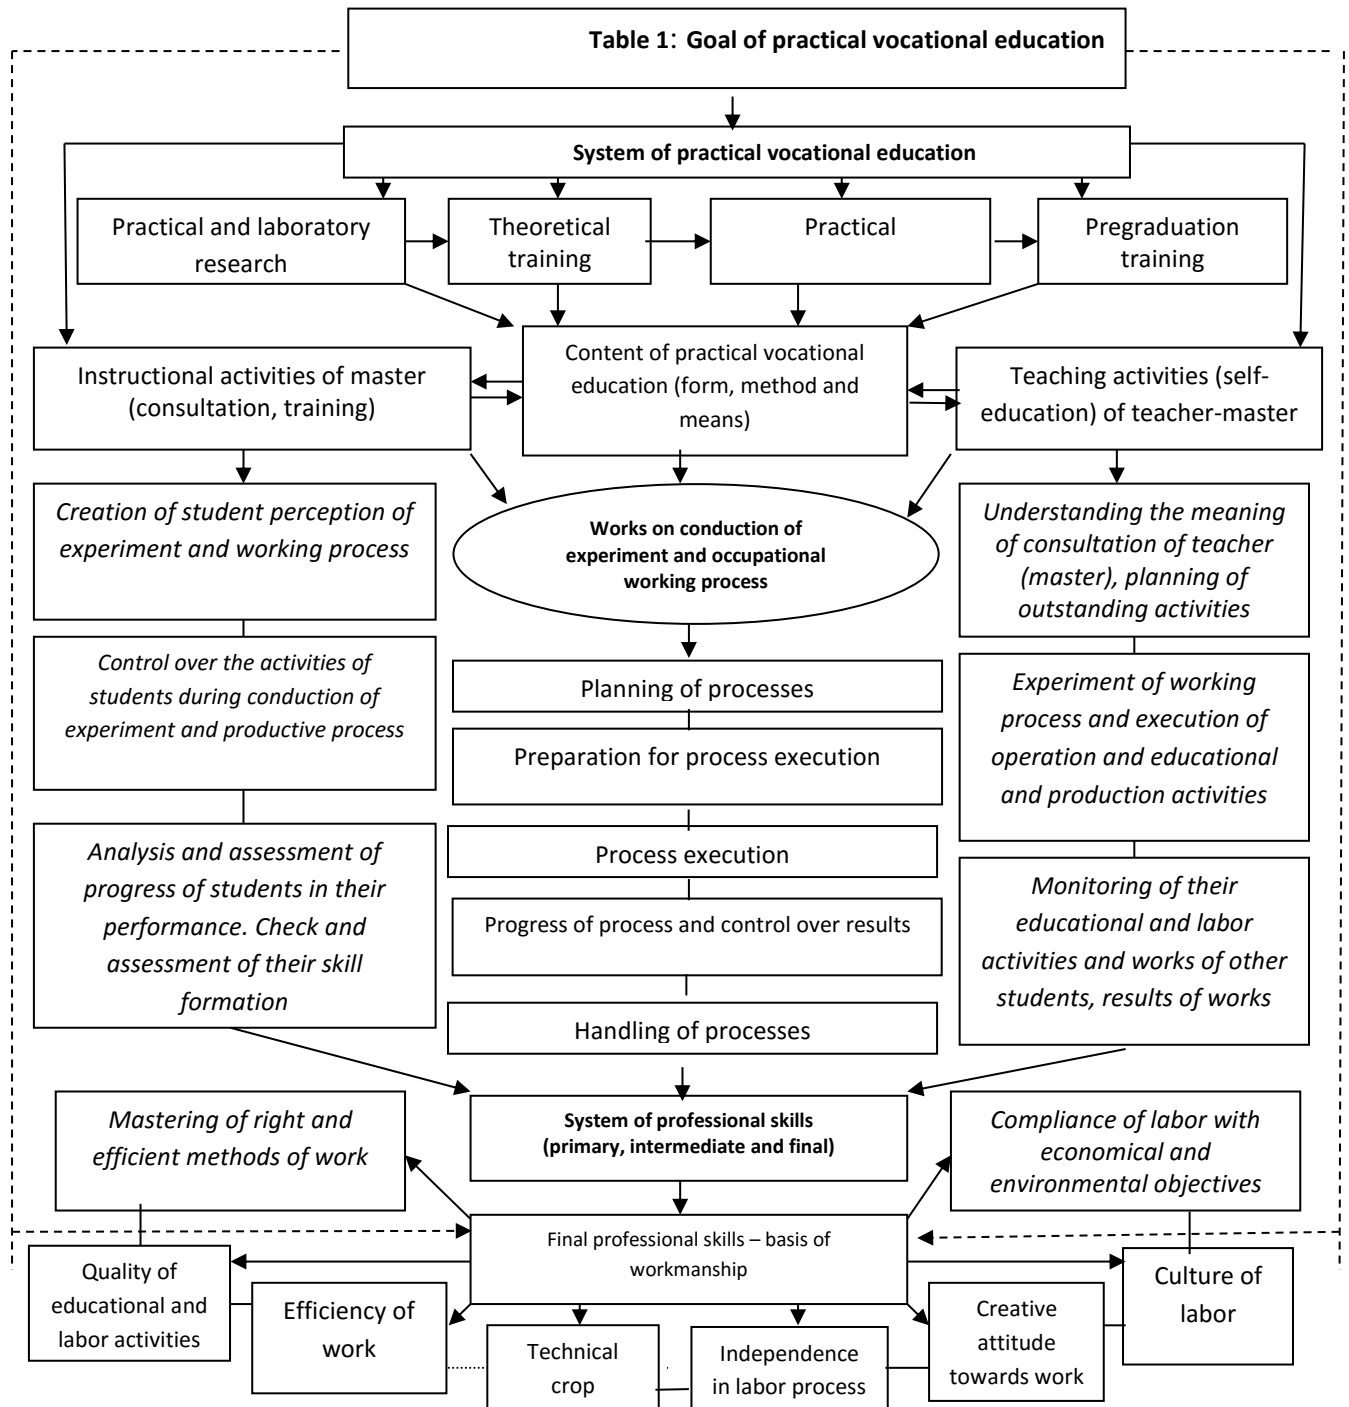 Table 1: Goal of practical vocational education
System of practical vocational education
Practical and laboratory
research
Theoretical
training
Practical
Pregraduation
training
Content of practical vocational
education (form, method and
means)
Instructional activities of master
(consultation, training)
Teaching activities (self-
education) of teacher-master
Creation of student perception of
experiment and working process
Works on conduction of
experiment and occupational
working process
Understanding the meaning
of consultation of teacher
(master), planning of
outstanding activities
Control over the activities of
students during conduction of
experiment and productive process
Planning of processes
Preparation for process execution
Experiment of working
process and execution of
operation and educational
and production activities
Analysis and assessment of
progress of students in their
performance. Check and
assessment of their skill
formation
Process execution
Progress of process and control over results
Handling of processes
Monitoring of their
educational and labor
activities and works of other
students, results of works
System of professional skills
(primary, intermediate and final)
Mastering of right and
efficient methods of work
Compliance of labor with
economical and
environmental objectives
Final professional skills – basis of
workmanship
Quality of
educational and
labor activities
Efficiency of
work
Technical
crop
Independence
in labor process
Creative
attitude
towards work
Culture of
labor